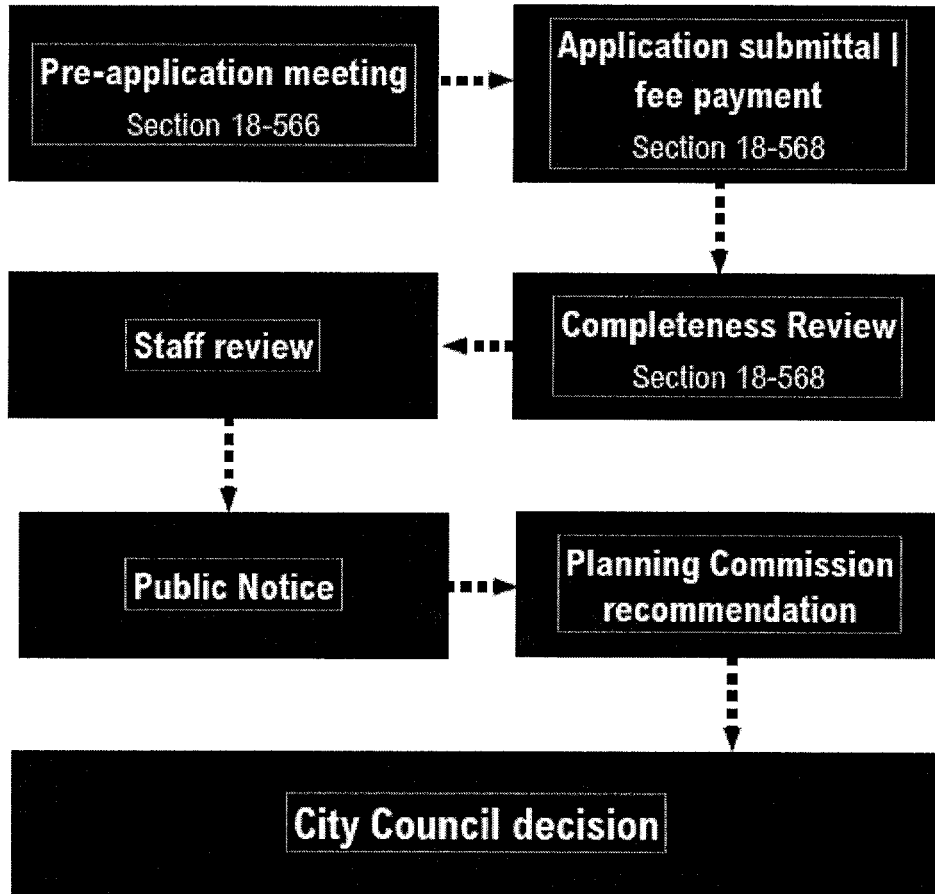 Pre-application meeting
Section 18-566
Application submittal |
fee payment
Section 18-568
Completeness Review
Section 18-568
Staff review
Public Notice
Planning Commission
recommendation
City Council decision